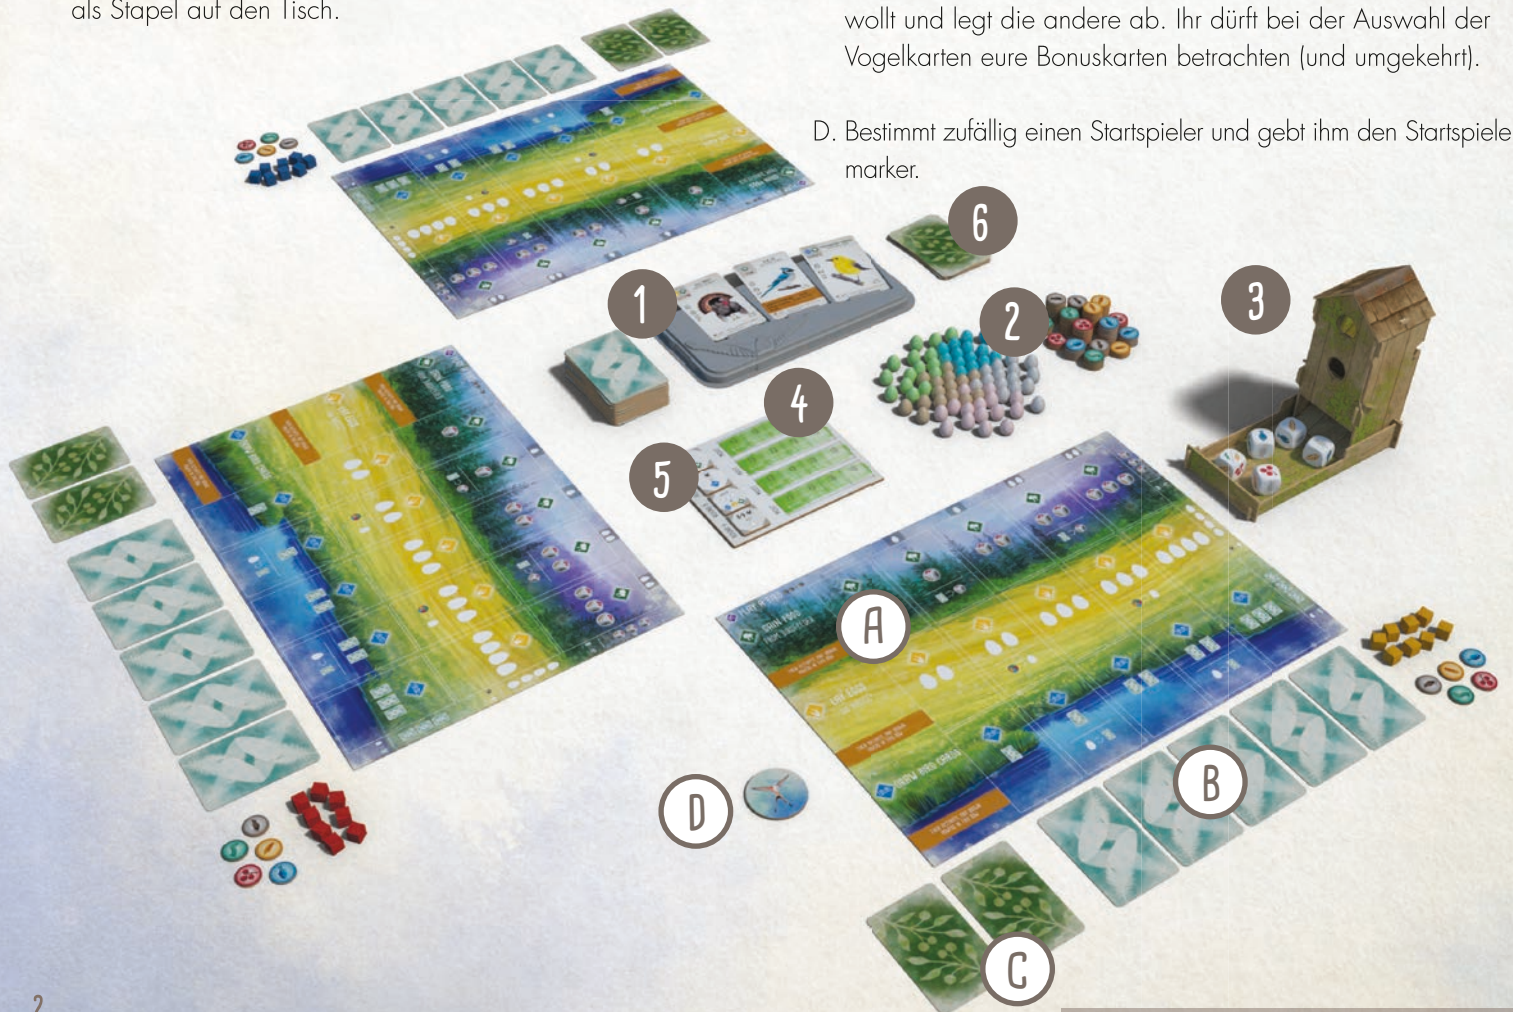 als Stapel auf den Tisch.
wollt und legt die andere ab. Ihr dürft bei der Auswahl der
Vogelkarten eure Bonuskarten betrachten (und umgekehrt).
D. Bestimmt zufällig einen Startspieler und gebt ihm den Startspiele
marker.
6
1
2
3
4
5
A
B
D
C
2